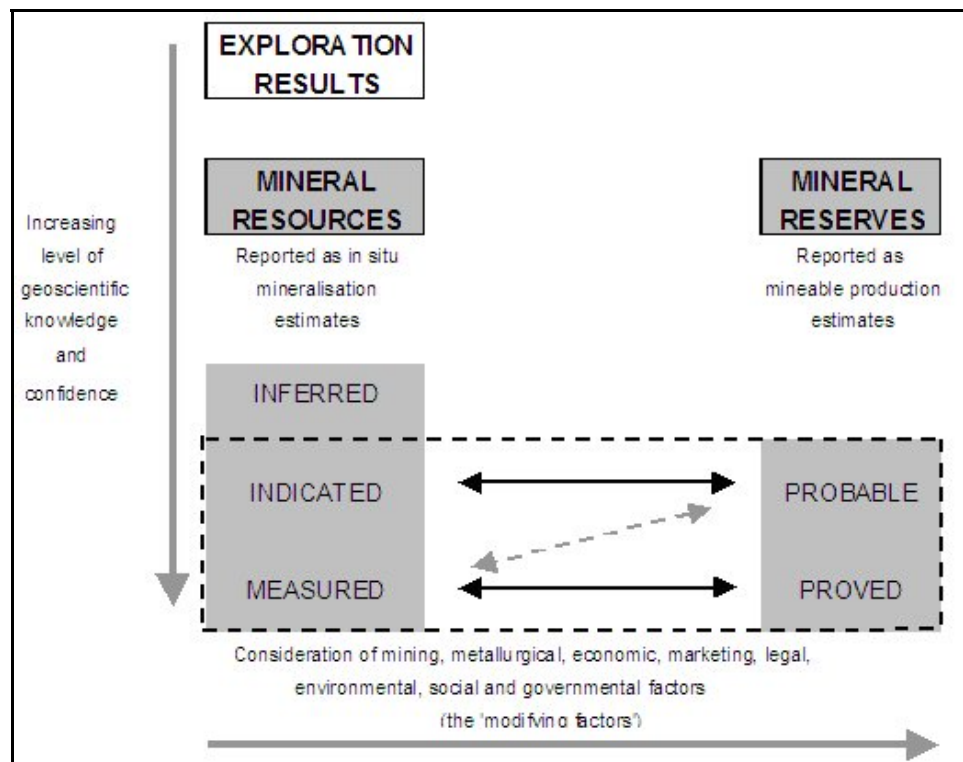 EXPLORATION
RESULTS
MINERAL
RESOURCES
Reported as in situ
mineralisation
estimates
MINERAL
RESERVES
Reported as
mineable production
estimates
Increasing
level of
geoscientific
knowledge
and
confidence
INFERRED
INDICATED
PROBABLE
MEASURED
PROVED
Consideration of mining, metallurgical, economic, marketing, legal,
environmental, social and governmental factors
(the 'modifying factors')